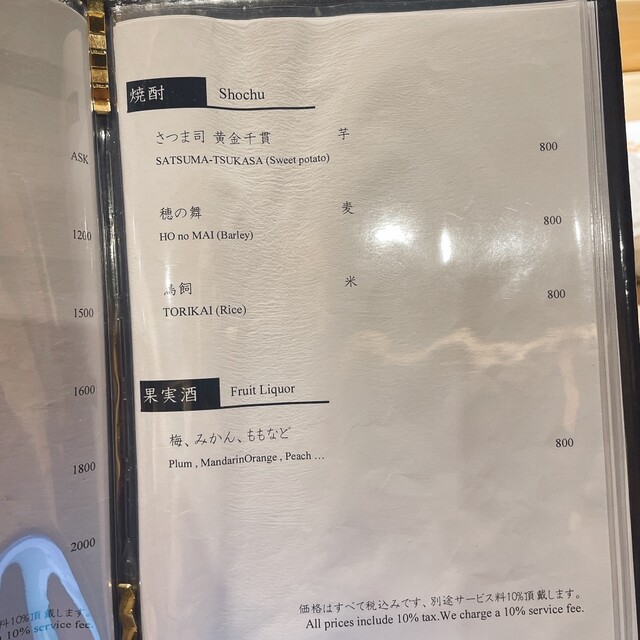 ASK
1200
1500
1600
1800
2000
料10%頂戴します。
10% service fee.
焼酎 Shochu
さつま司 黄金千貫 芋 800
SATSUMA-TSUKASA (Sweet potato)
穂の舞 麦 800
HO no MAI (Barley)
鳥飼 米 800
TORIKAI (Rice)
果実酒 Fruit Liquor
梅、みかん、ももなど 800
Plum , MandarinOrange , Peach ...
価格はすべて税込みです、別途サービス料10%頂戴します。
All prices include 10% tax.We charge a 10% service fee.